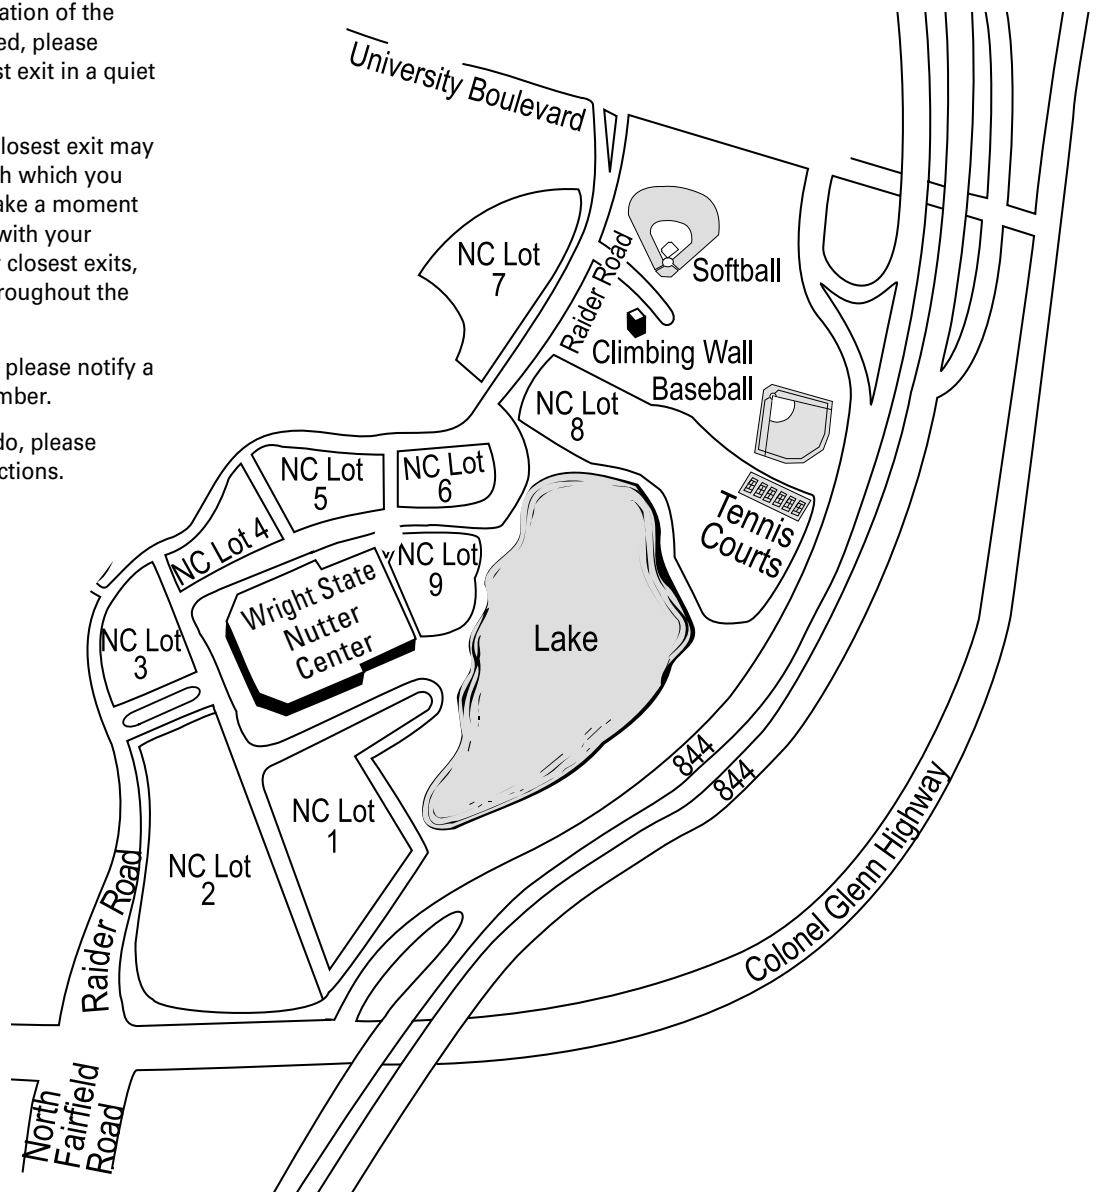 ation of the
ed, please
st exit in a quiet
losest exit may
h which you
ake a moment
with your
r closest exits,
roughout the
please notify a
mber.
do, please
ctions.
University Boulevard
NC Lot
7
Raider Road
Softball
Climbing Wall
Baseball
NC Lot
8
NC Lot
5
NC Lot
6
Tennis
Courts
NC Lot 4
NC Lot
9
Wright State
Nutter
Center
Lake
NC Lot
3
844
844
NC Lot
1
NC Lot
2
Raider Road
Colonel Glenn Highway
North
Fairfield
Road